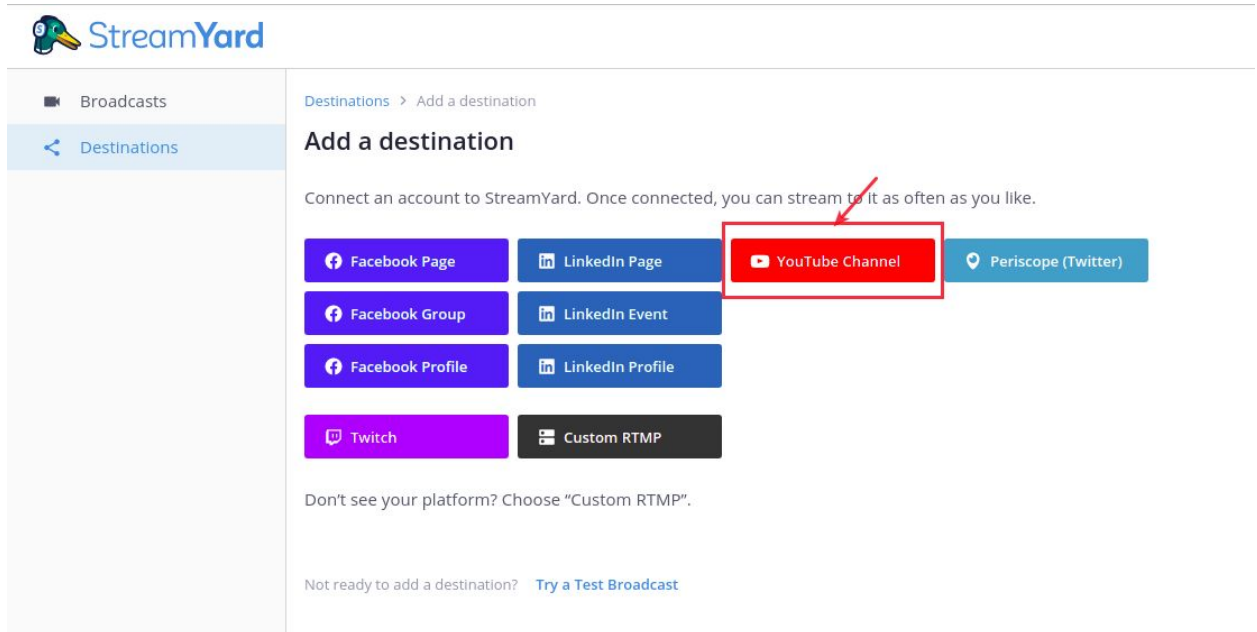 StreamYard
Broadcasts
Destinations
Destinations > Add a destination
Add a destination
Connect an account to StreamYard. Once connected, you can stream to it as often as you like.
Facebook Page
LinkedIn Page
YouTube Channel
Periscope (Twitter)
Facebook Group
LinkedIn Event
Facebook Profile
LinkedIn Profile
Twitch
Custom RTMP
Don’t see your platform? Choose “Custom RTMP”.
Not ready to add a destination? Try a Test Broadcast